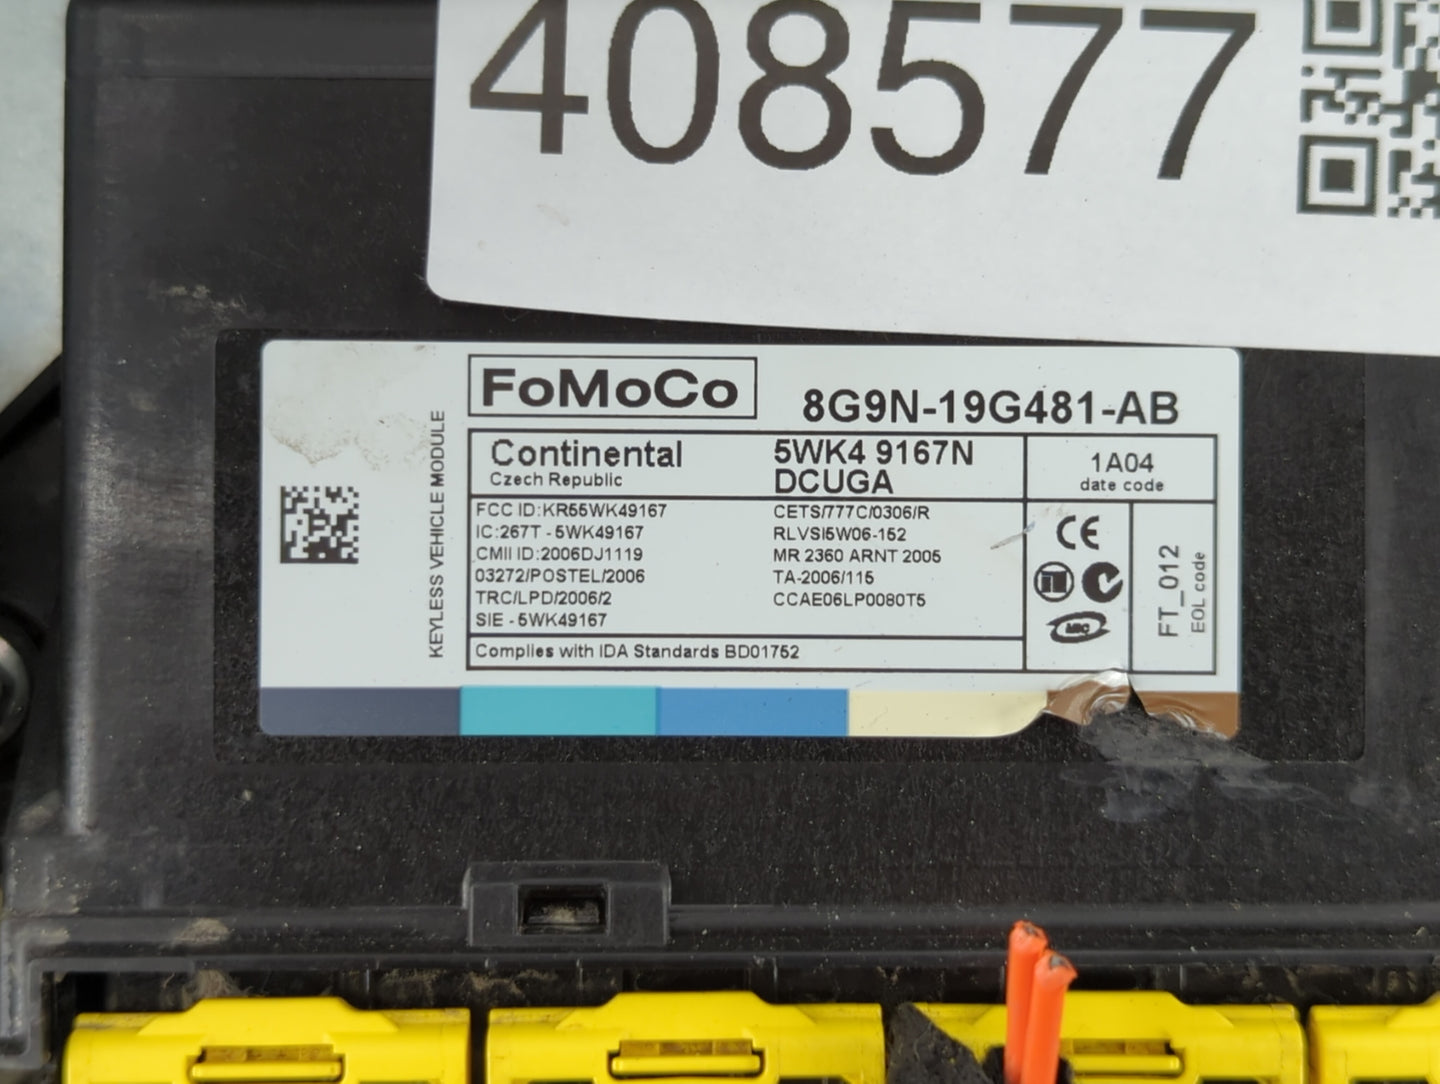 408577
FoMoCo
8G9N-19G481-AB
KEYLESS VEHICLE MODULE
Continental
Czech Republic
5WK4 9167N
DCUGA
1A04
date code
FCC ID:KR55WK49167
IC:267T - 5WK49167
CMII ID:2006DJ1119
03272/POSTEL/2006
TRC/LPD/2006/2
SIE - 5WK49167
CETS/777C/0306/R
RLVSI5W06-152
MR 2360 ARNT 2005
TA-2006/115
CCAE06LP0080T5
CE
MIC
FT_012
EOL code
Complies with IDA Standards BD01752